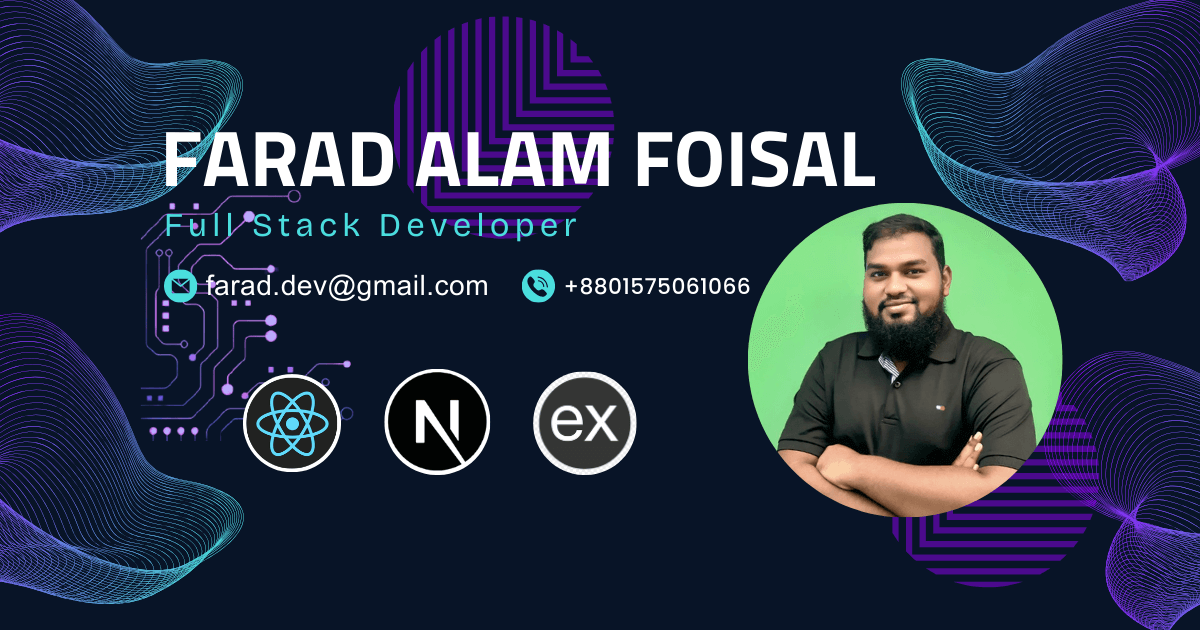 FARAD ALAM FOISAL
Full Stack Developer
farad.dev@gmail.com
+8801575061066
N
ex